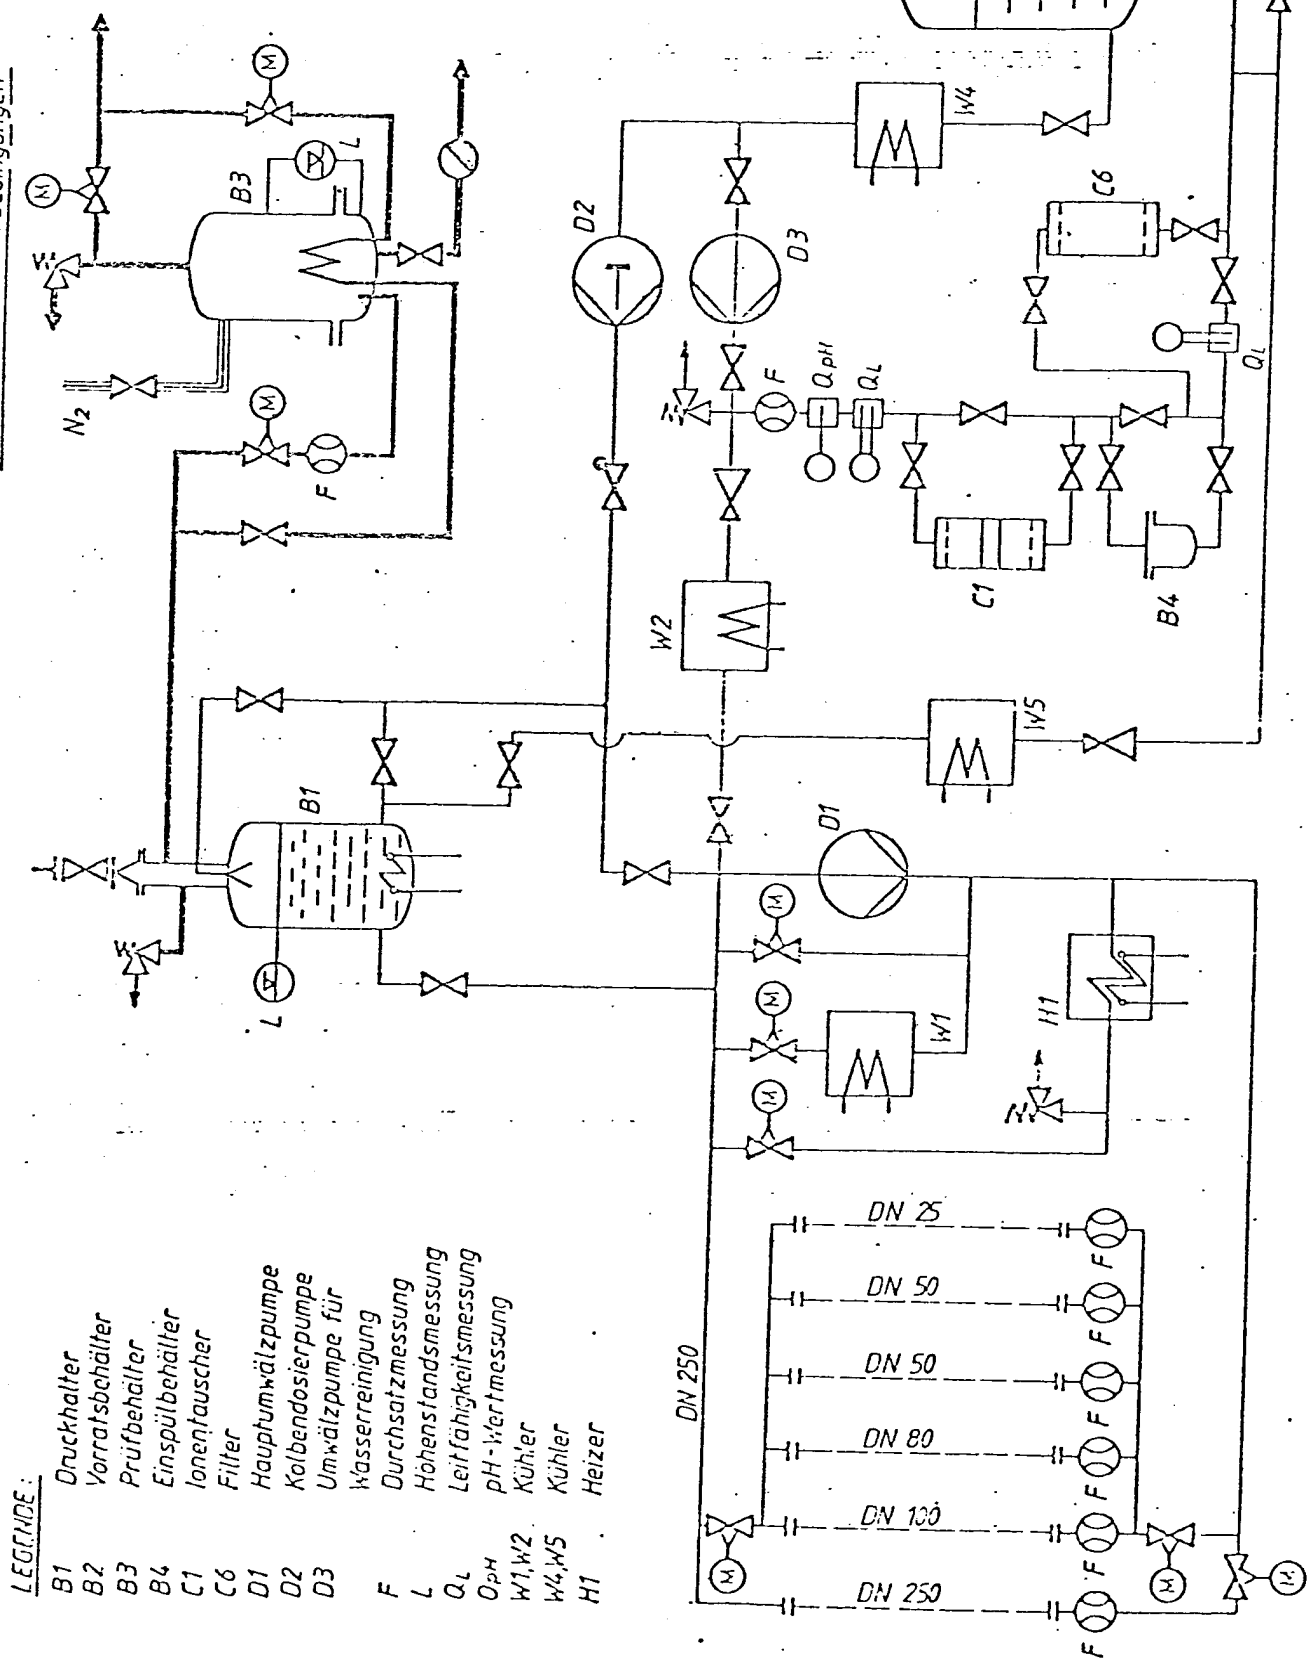 LEGENDE:
B1 Druckhalter
B2 Vorratsbehälter
B3 Prüfbehälter
B4 Einspülbehälter
C1 Ionentauscher
C6 Filter
D1 Hauptumwälzpumpe
D2 Kolbendosierpumpe
D3 Umwälzpumpe für
Wasserreinigung
F Durchsatzmessung
L Höhenstandsmessung
QL Leitfähigkeitsmessung
QpH pH-Wertmessung
W1,W2 Kühler
W4,W5 Kühler
H1 Heizer
N2
M
M
M
F
B3
L
B1
L
D2
D3
W4
C6
F
QpH
QL
QL
C1
B4
W2
W5
D1
M
M
M
W1
H1
DN 250
DN 25
F
DN 50
F
DN 50
F
DN 80
F
DN 100
F
DN 250
F
M
M
M